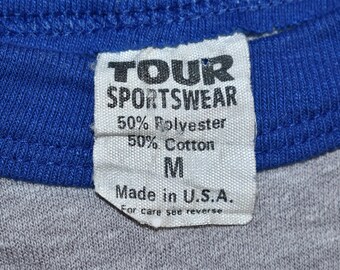 TOUR
SPORTSWEAR
50% Polyester
50% Cotton
M
Made in U.S.A.
For care see reverse